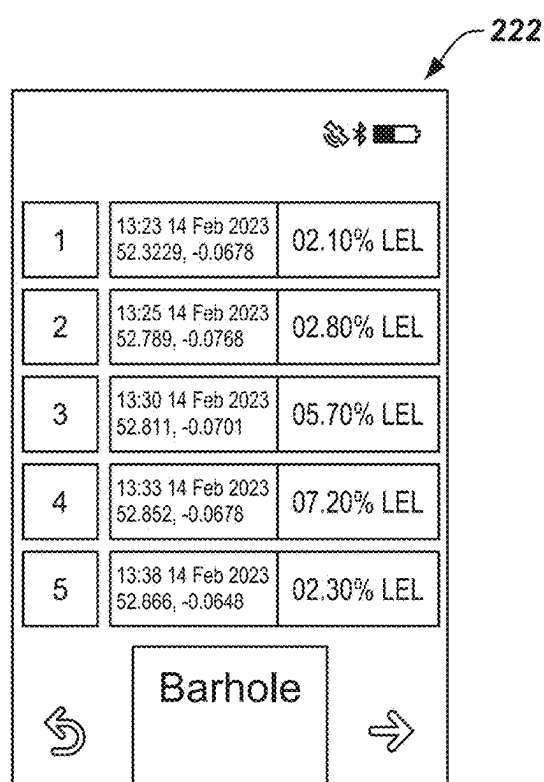 222
1
13:23 14 Feb 2023
52.3229, -0.0678
02.10% LEL
2
13:25 14 Feb 2023
52.789, -0.0768
02.80% LEL
3
13:30 14 Feb 2023
52.811, -0.0701
05.70% LEL
4
13:33 14 Feb 2023
52.852, -0.0678
07.20% LEL
5
13:38 14 Feb 2023
52.866, -0.0648
02.30% LEL
Barhole